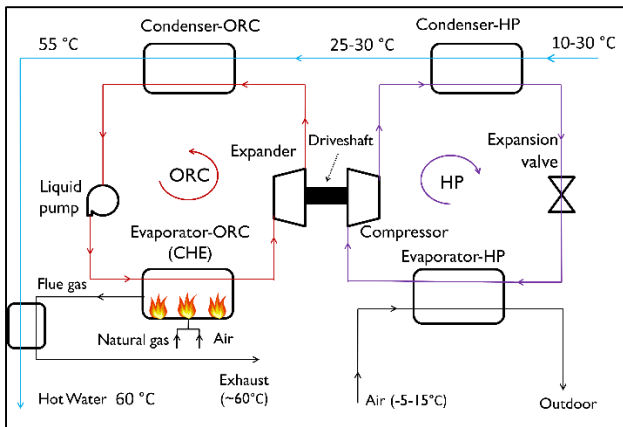 Condenser-ORC
Condenser-HP
55 °C
25-30 °C
10-30 °C
Driveshaft
Expander
Expansion
valve
ORC
HP
Liquid
pump
Compressor
Evaporator-ORC
(CHE)
Evaporator-HP
Flue gas
Natural gas
Air
Exhaust
(~60°C)
Hot Water 60 °C
Air (-5-15°C)
Outdoor